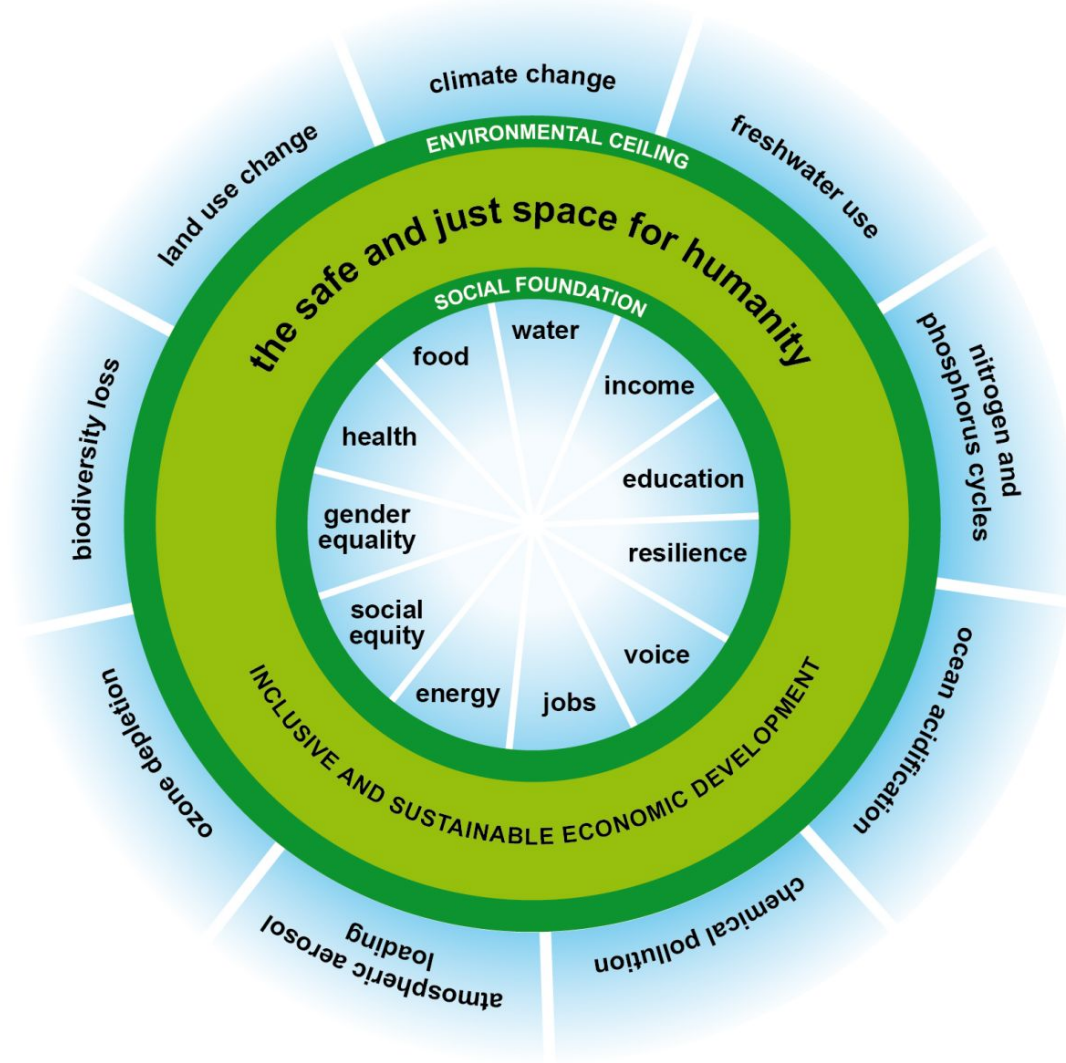 climate change
freshwater use
nitrogen and
phosphorus cycles
ocean acidification
chemical pollution
atmospheric aerosol
loading
ozone depletion
biodiversity loss
land use change
ENVIRONMENTAL CEILING
the safe and just space for humanity
SOCIAL FOUNDATION
water
income
education
resilience
voice
jobs
energy
social
equity
gender
equality
health
food
INCLUSIVE AND SUSTAINABLE ECONOMIC DEVELOPMENT